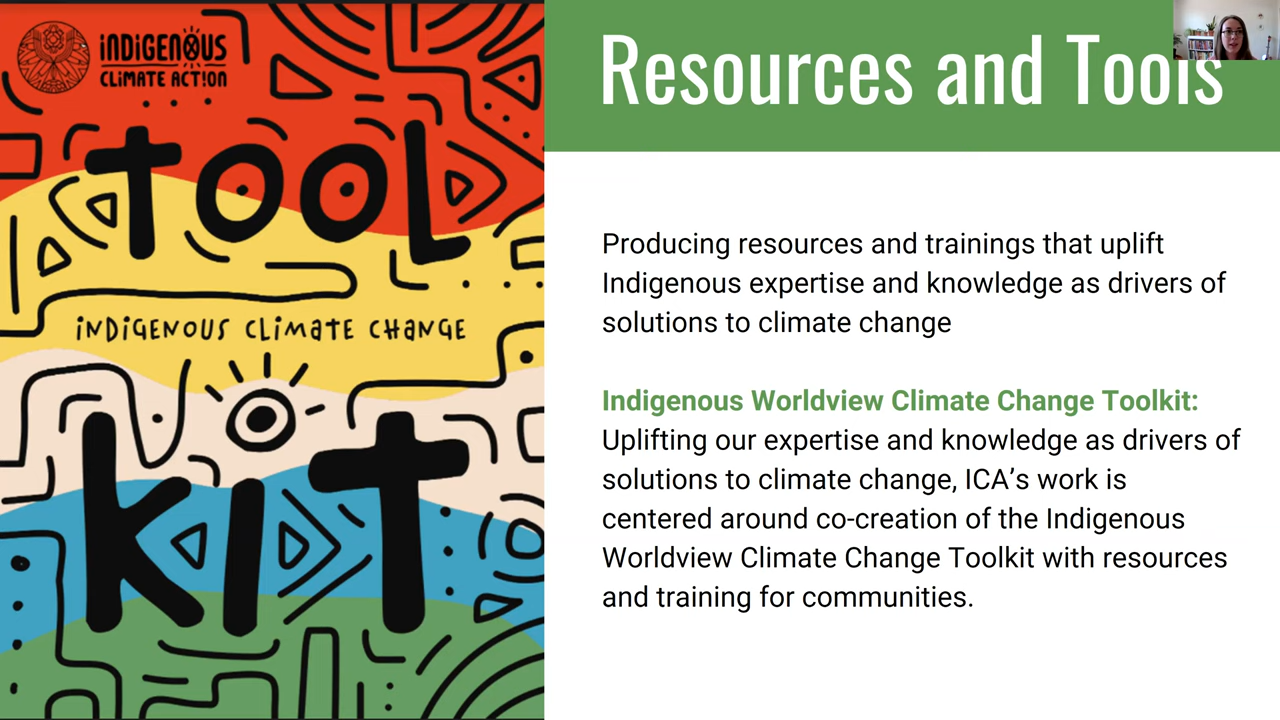 INDIGENOUS
CLIMATE ACT!ON
TOOL
INDIGENOUS CLIMATE CHANGE
KIT
Resources and Tools
Producing resources and trainings that uplift
Indigenous expertise and knowledge as drivers of
solutions to climate change
Indigenous Worldview Climate Change Toolkit:
Uplifting our expertise and knowledge as drivers of
solutions to climate change, ICA’s work is
centered around co-creation of the Indigenous
Worldview Climate Change Toolkit with resources
and training for communities.